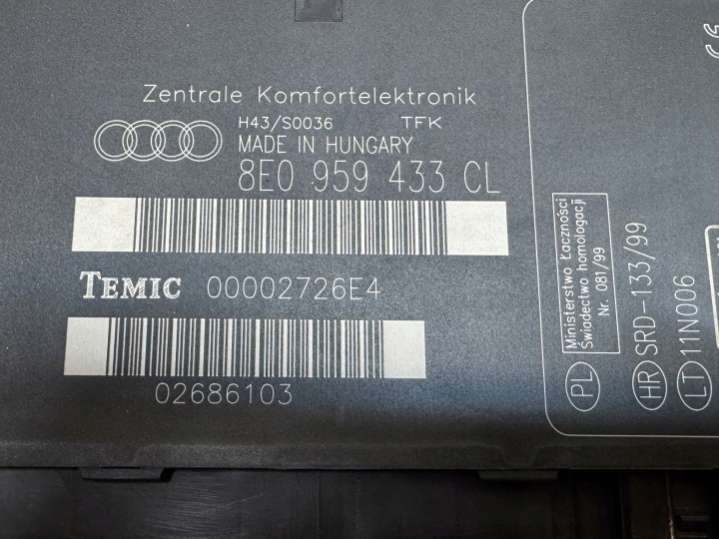 Zentrale Komfortelektronik
H43/S0036 TFK
MADE IN HUNGARY
8E0 959 433 CL
TEMIC 00002726E4
02686103
Ministerstwo Łaczności
Świadectwo homologacji
Nr. 081/99
PL
HR SRD-133/99
LT 11N006